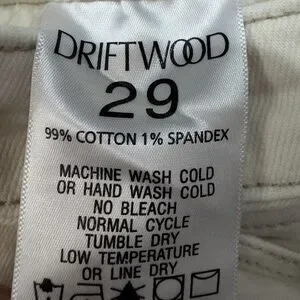 DRIFTWOOD
29
99% COTTON 1% SPANDEX
MACHINE WASH COLD
OR HAND WASH COLD
NO BLEACH
NORMAL CYCLE
TUMBLE DRY
LOW TEMPERATURE
OR LINE DRY